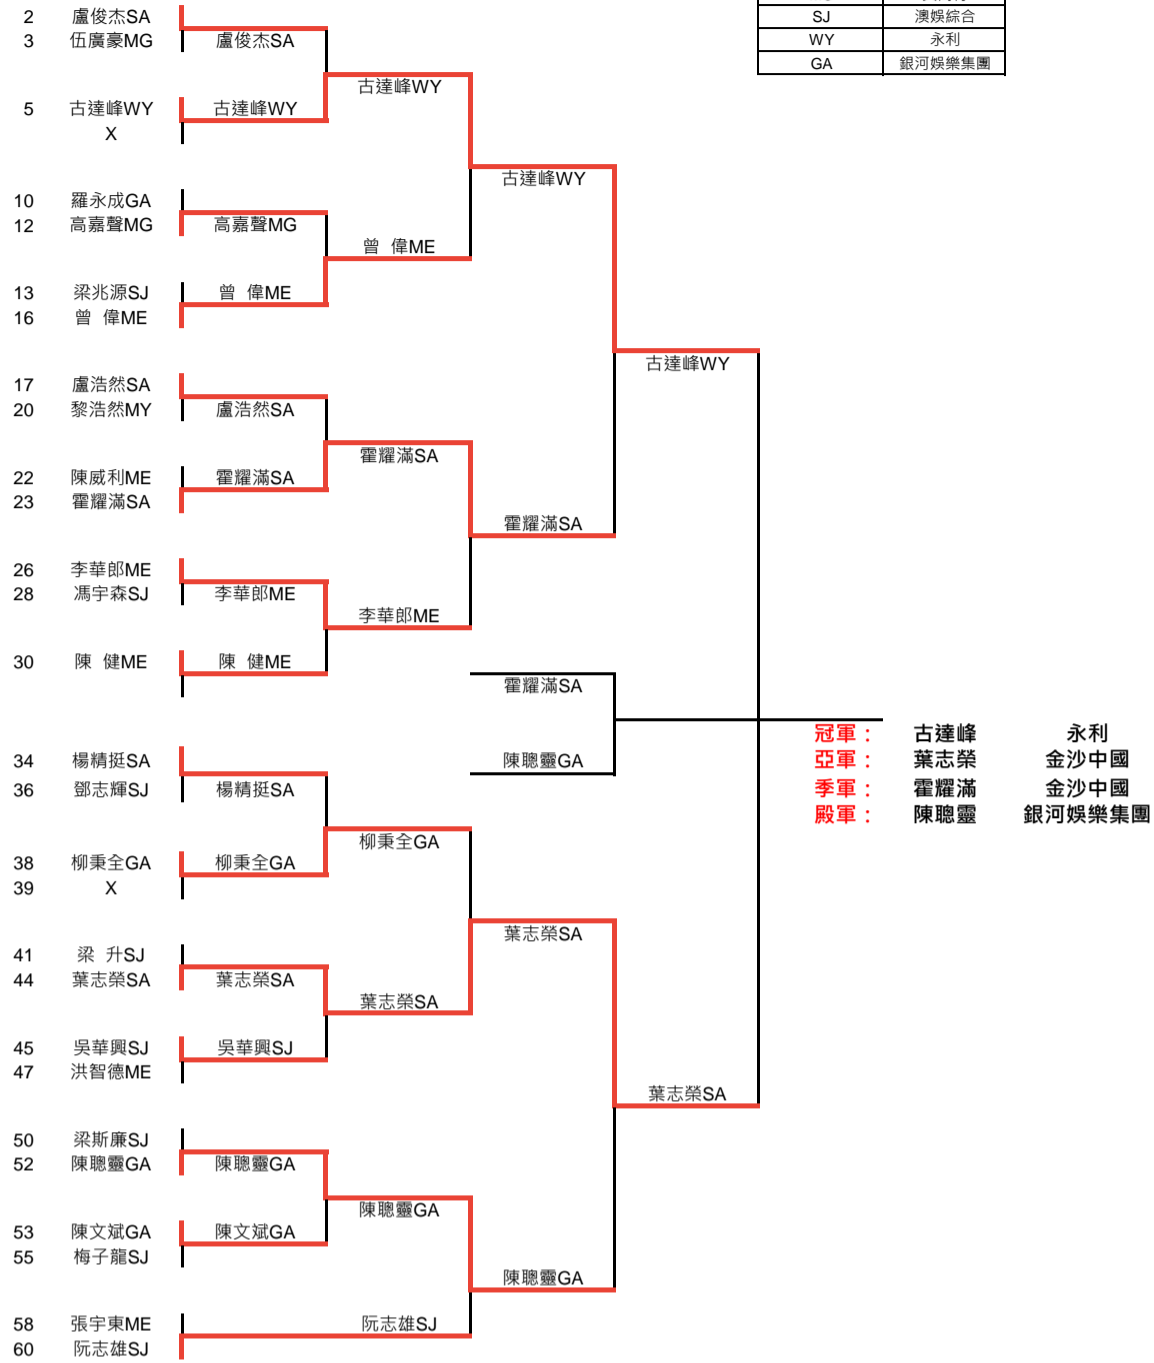 SJ 澳娛綜合
WY 永利
GA 銀河娛樂集團
2 盧俊杰SA
3 伍廣豪MG 盧俊杰SA
古達峰WY
5 古達峰WY 古達峰WY
X
古達峰WY
10 羅永成GA
12 高嘉聲MG 高嘉聲MG
曾 偉ME
13 梁兆源SJ 曾 偉ME
16 曾 偉ME
古達峰WY
17 盧浩然SA
20 黎浩然MY 盧浩然SA
霍耀滿SA
22 陳威利ME 霍耀滿SA
23 霍耀滿SA
霍耀滿SA
26 李華郎ME
28 馮宇森SJ 李華郎ME
李華郎ME
30 陳 健ME 陳 健ME
霍耀滿SA
冠軍： 古達峰 永利
亞軍： 葉志榮 金沙中國
陳聰靈GA
季軍： 霍耀滿 金沙中國
殿軍： 陳聰靈 銀河娛樂集團
34 楊精挺SA
36 鄧志輝SJ 楊精挺SA
柳秉全GA
38 柳秉全GA 柳秉全GA
39 X
葉志榮SA
41 梁 升SJ
44 葉志榮SA 葉志榮SA
葉志榮SA
45 吳華興SJ 吳華興SJ
47 洪智德ME
葉志榮SA
50 梁斯廉SJ
52 陳聰靈GA 陳聰靈GA
陳聰靈GA
53 陳文斌GA 陳文斌GA
55 梅子龍SJ
陳聰靈GA
58 張宇東ME 阮志雄SJ
60 阮志雄SJ